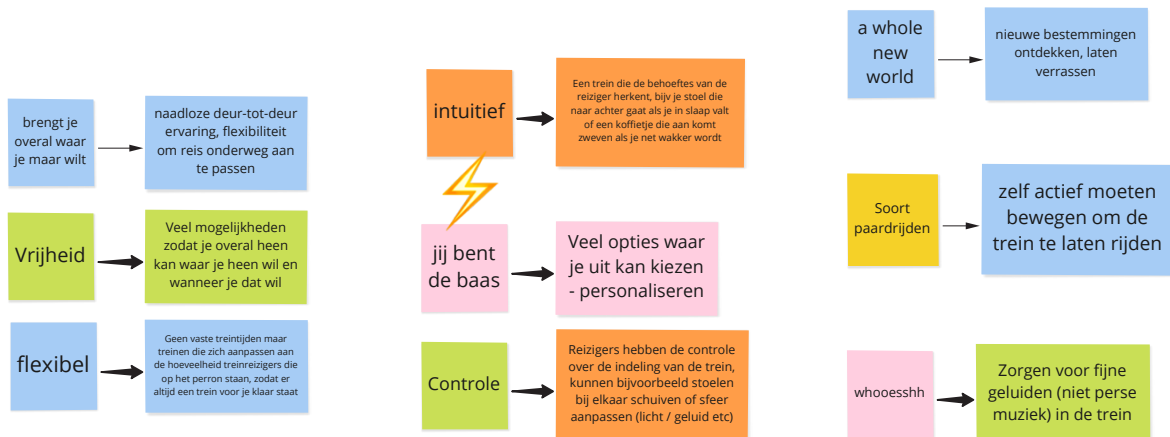 brengt je
overal waar
je maar wilt
naadloze deur-tot-deur
ervaring, flexibiliteit
om reis onderweg aan
te passen
Vrijheid
Veel mogelijkheden
zodat je overal heen
kan waar je heen wil en
wanneer je dat wil
flexibel
Geen vaste treintijden maar
treinen die zich aanpassen aan
de hoeveelheid treinreizigers die
op het perron staan, zodat er
altijd een trein voor je klaar staat
intuitief
Een trein die de behoeftes van de
reiziger herkent, bijv je stoel die
naar achter gaat als je in slaap valt
of een koffietje die aan komt
zweven als je net wakker wordt
jij bent
de baas
Veel opties waar
je uit kan kiezen
- personaliseren
Controle
Reizigers hebben de controle
over de indeling van de trein,
kunnen bijvoorbeeld stoelen
bij elkaar schuiven of sfeer
aanpassen (licht / geluid etc)
a whole
new
world
nieuwe bestemmingen
ontdekken, laten
verrassen
Soort
paardrijden
zelf actief moeten
bewegen om de
trein te laten rijden
whooesshh
Zorgen voor fijne
geluiden (niet perse
muziek) in de trein